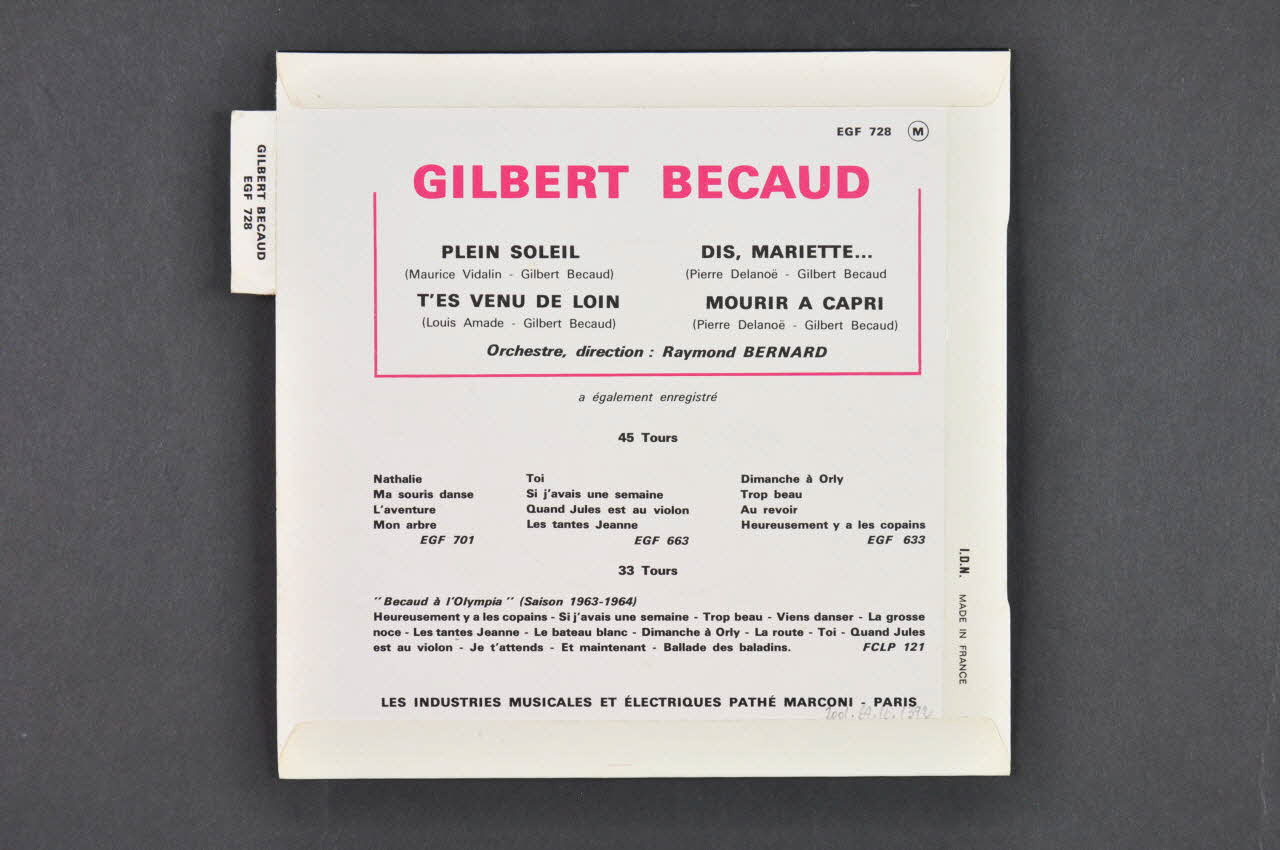 EGF 728 M
GILBERT BECAUD
EGF 728
GILBERT BECAUD
PLEIN SOLEIL
(Maurice Vidalin - Gilbert Becaud)
T'ES VENU DE LOIN
(Louis Amade - Gilbert Becaud)
DIS, MARIETTE...
(Pierre Delanoë - Gilbert Becaud
MOURIR A CAPRI
(Pierre Delanoë - Gilbert Becaud)
Orchestre, direction : Raymond BERNARD
a également enregistré
45 Tours
Nathalie
Ma souris danse
L'aventure
Mon arbre
EGF 701
Toi
Si j'avais une semaine
Quand Jules est au violon
Les tantes Jeanne
EGF 663
Dimanche à Orly
Trop beau
Au revoir
Heureusement y a les copains
EGF 633
33 Tours
"Becaud à l'Olympia" (Saison 1963-1964)
Heureusement y a les copains - Si j'avais une semaine - Trop beau - Viens danser - La grosse
noce - Les tantes Jeanne - Le bateau blanc - Dimanche à Orly - La route - Toi - Quand Jules
est au violon - Je t'attends - Et maintenant - Ballade des baladins. FCLP 121
LES INDUSTRIES MUSICALES ET ÉLECTRIQUES PATHÉ MARCONI - PARIS
I.D.N. MADE IN FRANCE